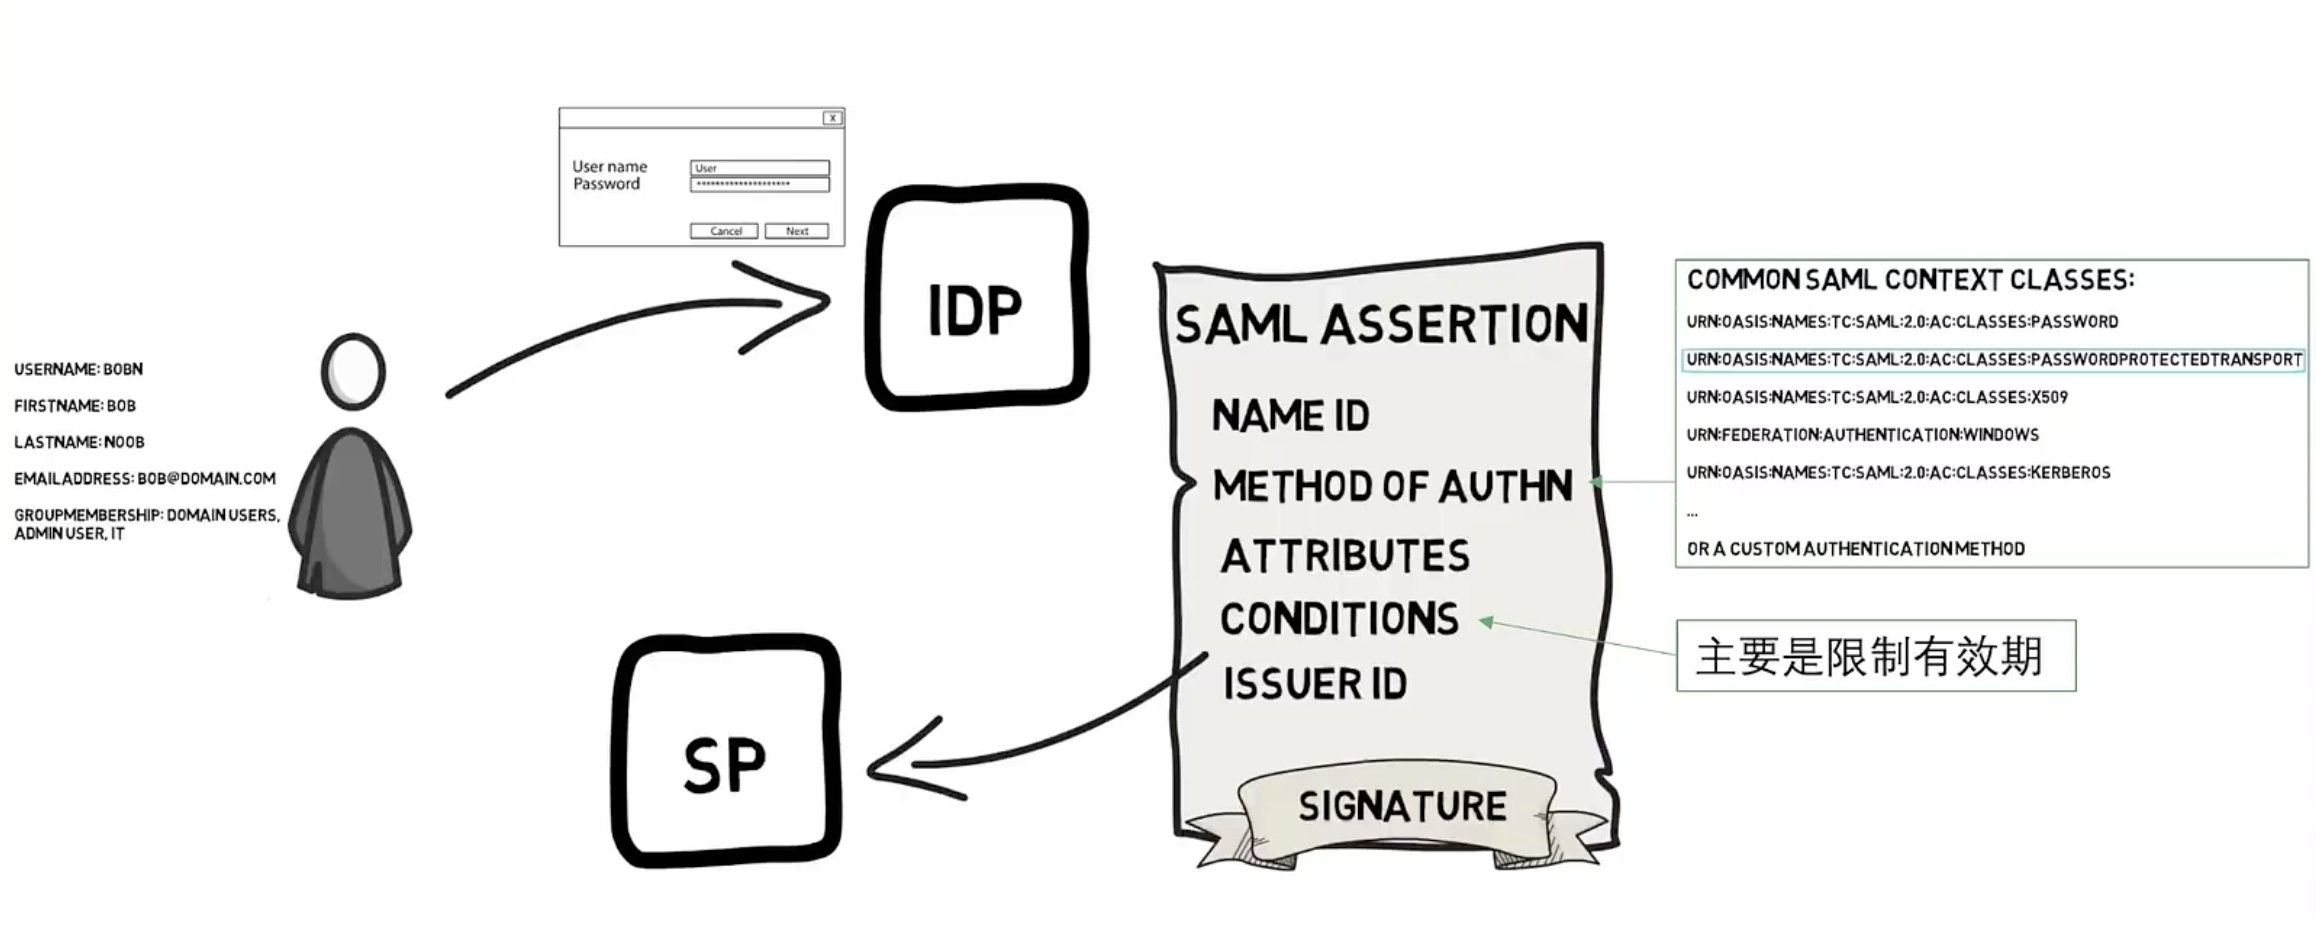 X
User name
User
Password
********************
Cancel
Next
IDP
USERNAME: BOBN
FIRSTNAME: BOB
LASTNAME: NOOB
EMAILADDRESS: BOB@DOMAIN.COM
GROUPMEMBERSHIP: DOMAIN USERS,
ADMIN USER, IT
SP
SAML ASSERTION
NAME ID
METHOD OF AUTHN
ATTRIBUTES
CONDITIONS
ISSUER ID
SIGNATURE
COMMON SAML CONTEXT CLASSES:
URN:OASIS:NAMES:TC:SAML:2.0:AC:CLASSES:PASSWORD
URN:OASIS:NAMES:TC:SAML:2.0:AC:CLASSES:PASSWORDPROTECTEDTRANSPORT
URN:OASIS:NAMES:TC:SAML:2.0:AC:CLASSES:X509
URN:FEDERATION:AUTHENTICATION:WINDOWS
URN:OASIS:NAMES:TC:SAML:2.0:AC:CLASSES:KERBEROS
...
OR A CUSTOM AUTHENTICATION METHOD
主要是限制有效期